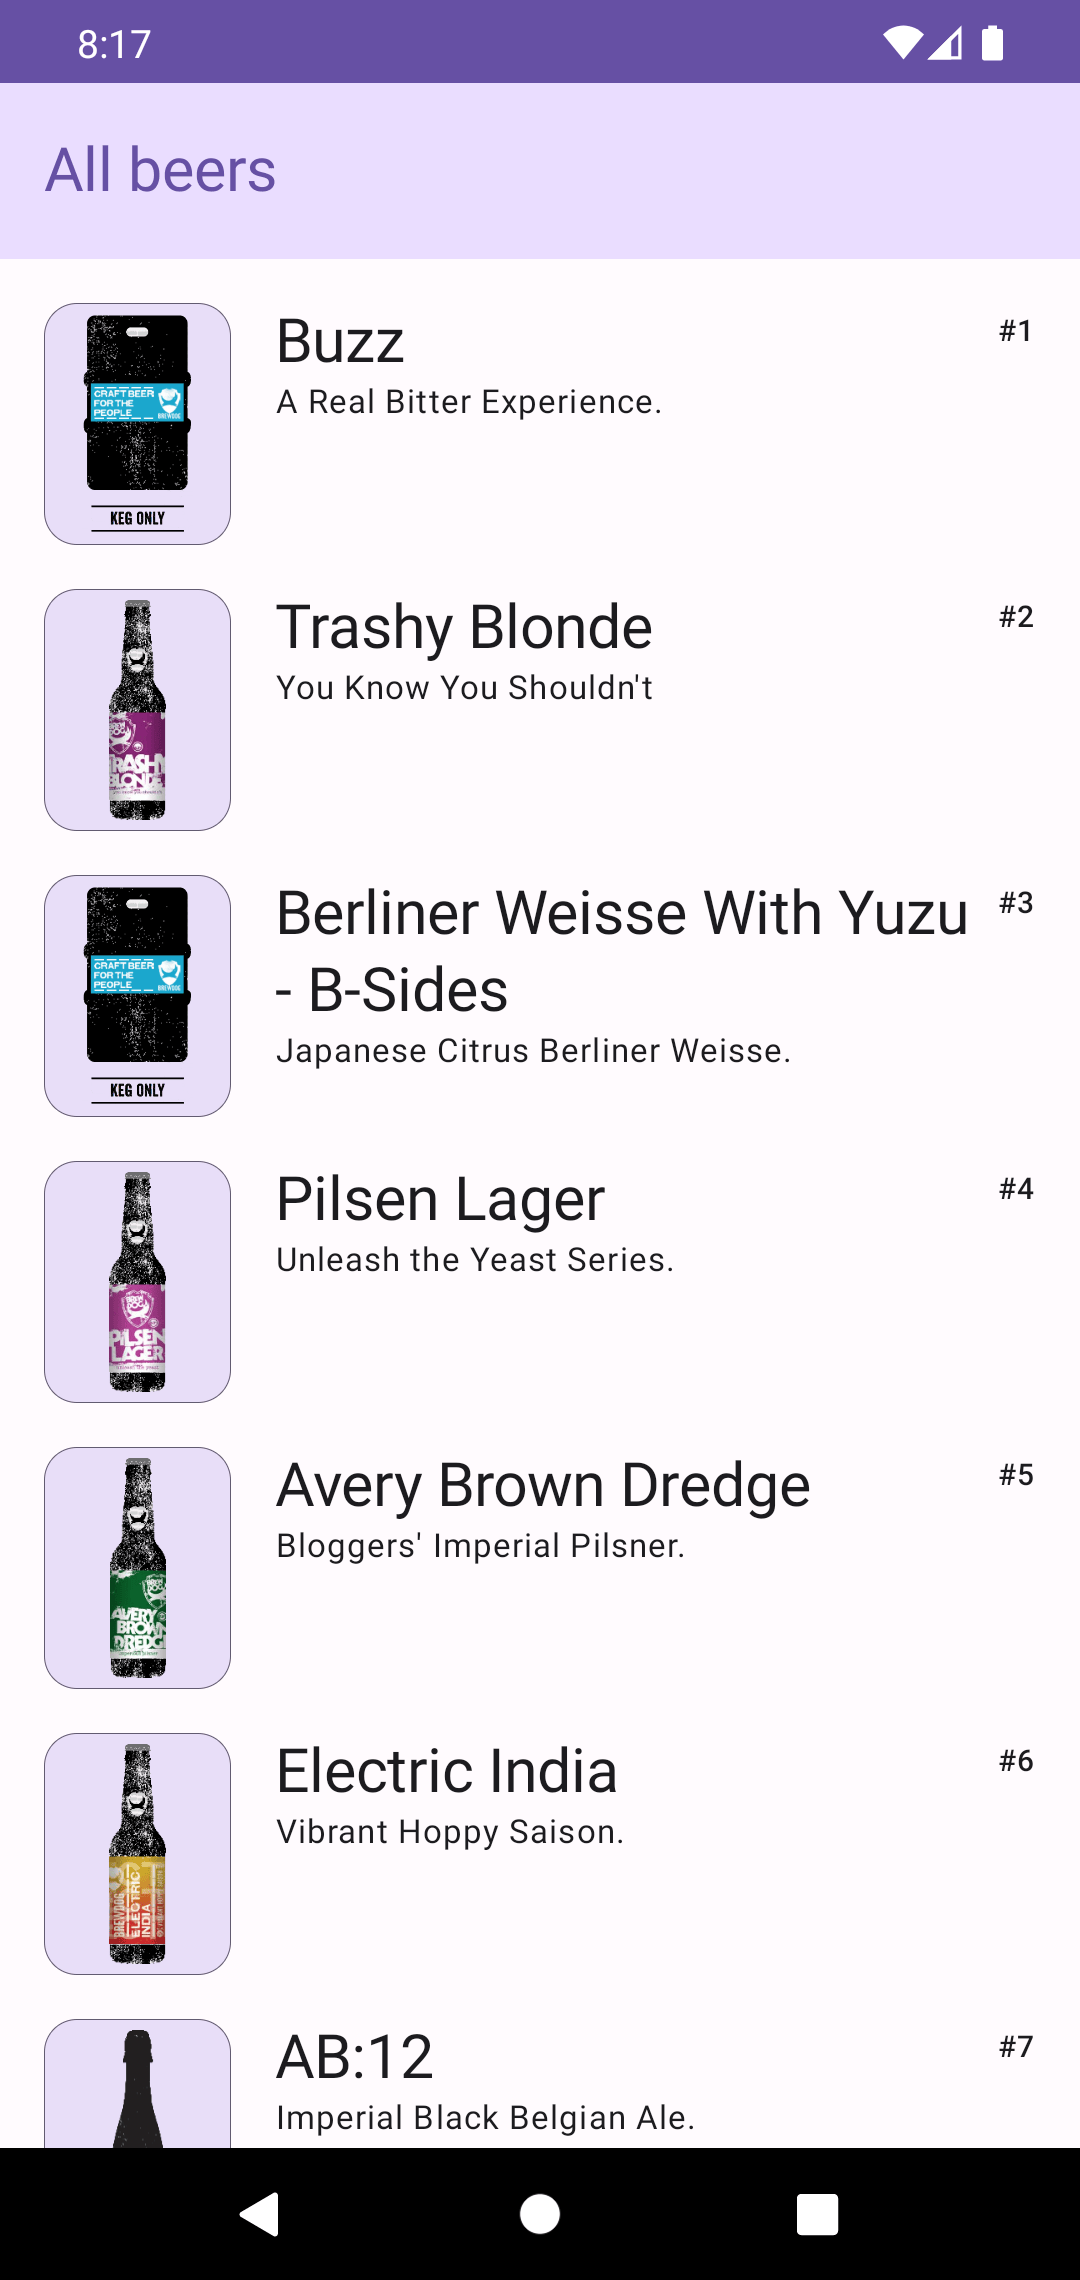 8:17
All beers
CRAFT BEER
FOR THE
PEOPLE
BREWDOG
KEG ONLY
Buzz
#1
A Real Bitter Experience.
TRASHY
BLONDE
Trashy Blonde
#2
You Know You Shouldn't
CRAFT BEER
FOR THE
PEOPLE
BREWDOG
KEG ONLY
Berliner Weisse With Yuzu
- B-Sides
#3
Japanese Citrus Berliner Weisse.
BREW
DOG
PILSEN
LAGER
Pilsen Lager
#4
Unleash the Yeast Series.
AVERY
BROWN
DREDGE
Avery Brown Dredge
#5
Bloggers' Imperial Pilsner.
BREWDOG
ELECTRIC
INDIA
Electric India
#6
Vibrant Hoppy Saison.
AB:12
#7
Imperial Black Belgian Ale.